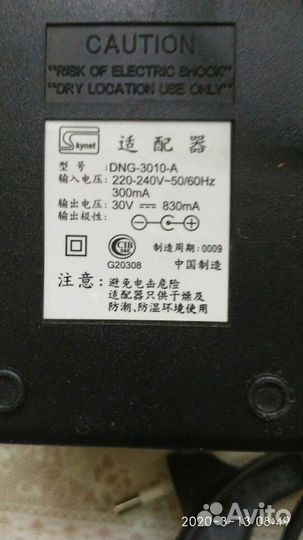 CAUTION
"RISK OF ELECTRIC SHOCK"
"DRY LOCATION USE ONLY"
Skynet 适配器
型号:DNG-3010-A
输入电压:220-240V~50/60Hz
300mA
输出电压:30V⎓830mA
输出极性:
CIB
G20308
制造周期:0009
中国制造
注意:避免电击危险
适配器只供干燥及
防潮、防湿环境使用
2020-3-13 08:49
Avito